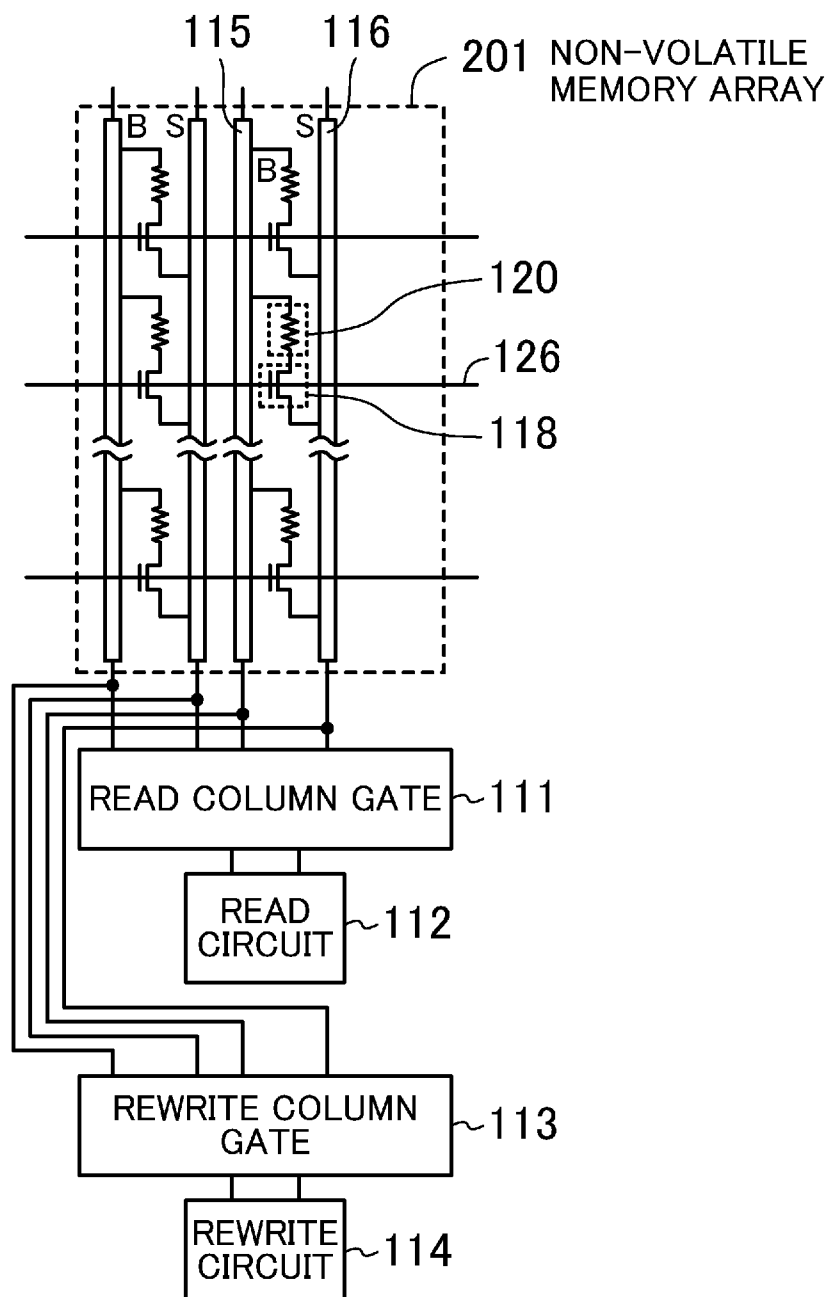 115
116
201 NON-VOLATILE
MEMORY ARRAY
B S S
B
120
126
118
READ COLUMN GATE
111
READ
CIRCUIT
112
REWRITE COLUMN
GATE
113
REWRITE
CIRCUIT
114